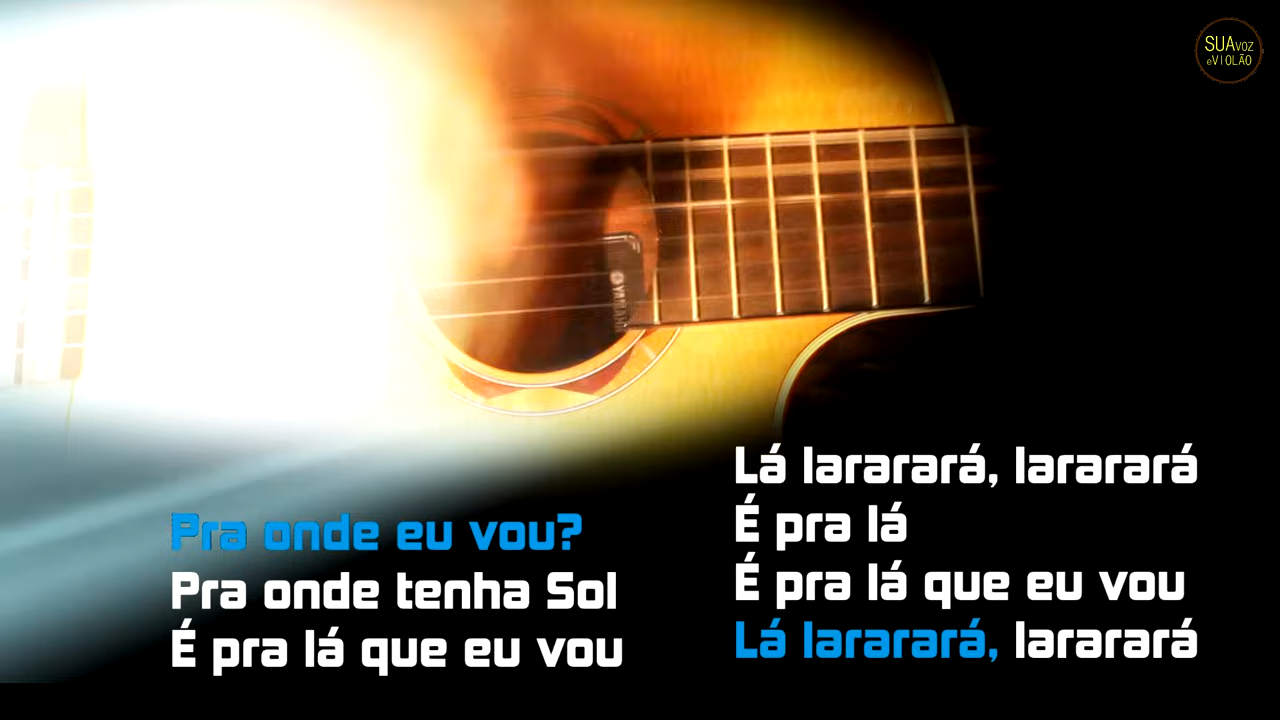 SUA VOZ
e VIOLÃO
YAMAHA
Pra onde eu vou?
Pra onde tenha Sol
É pra lá que eu vou
Lá lararará, lararará
É pra lá
É pra lá que eu vou
Lá lararará, lararará